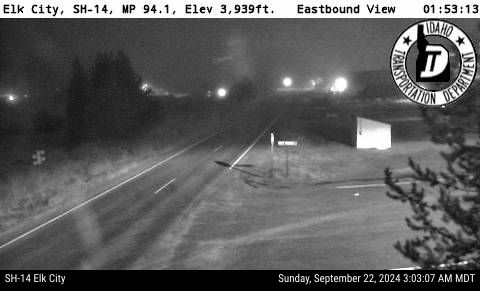 Elk City, SH-14, MP 94.1, Elev 3,939ft. Eastbound View 01:53:13
IDAHO
TRANSPORTATION DEPARTMENT
SH-14 Elk City Sunday, September 22, 2024 3:03:07 AM MDT